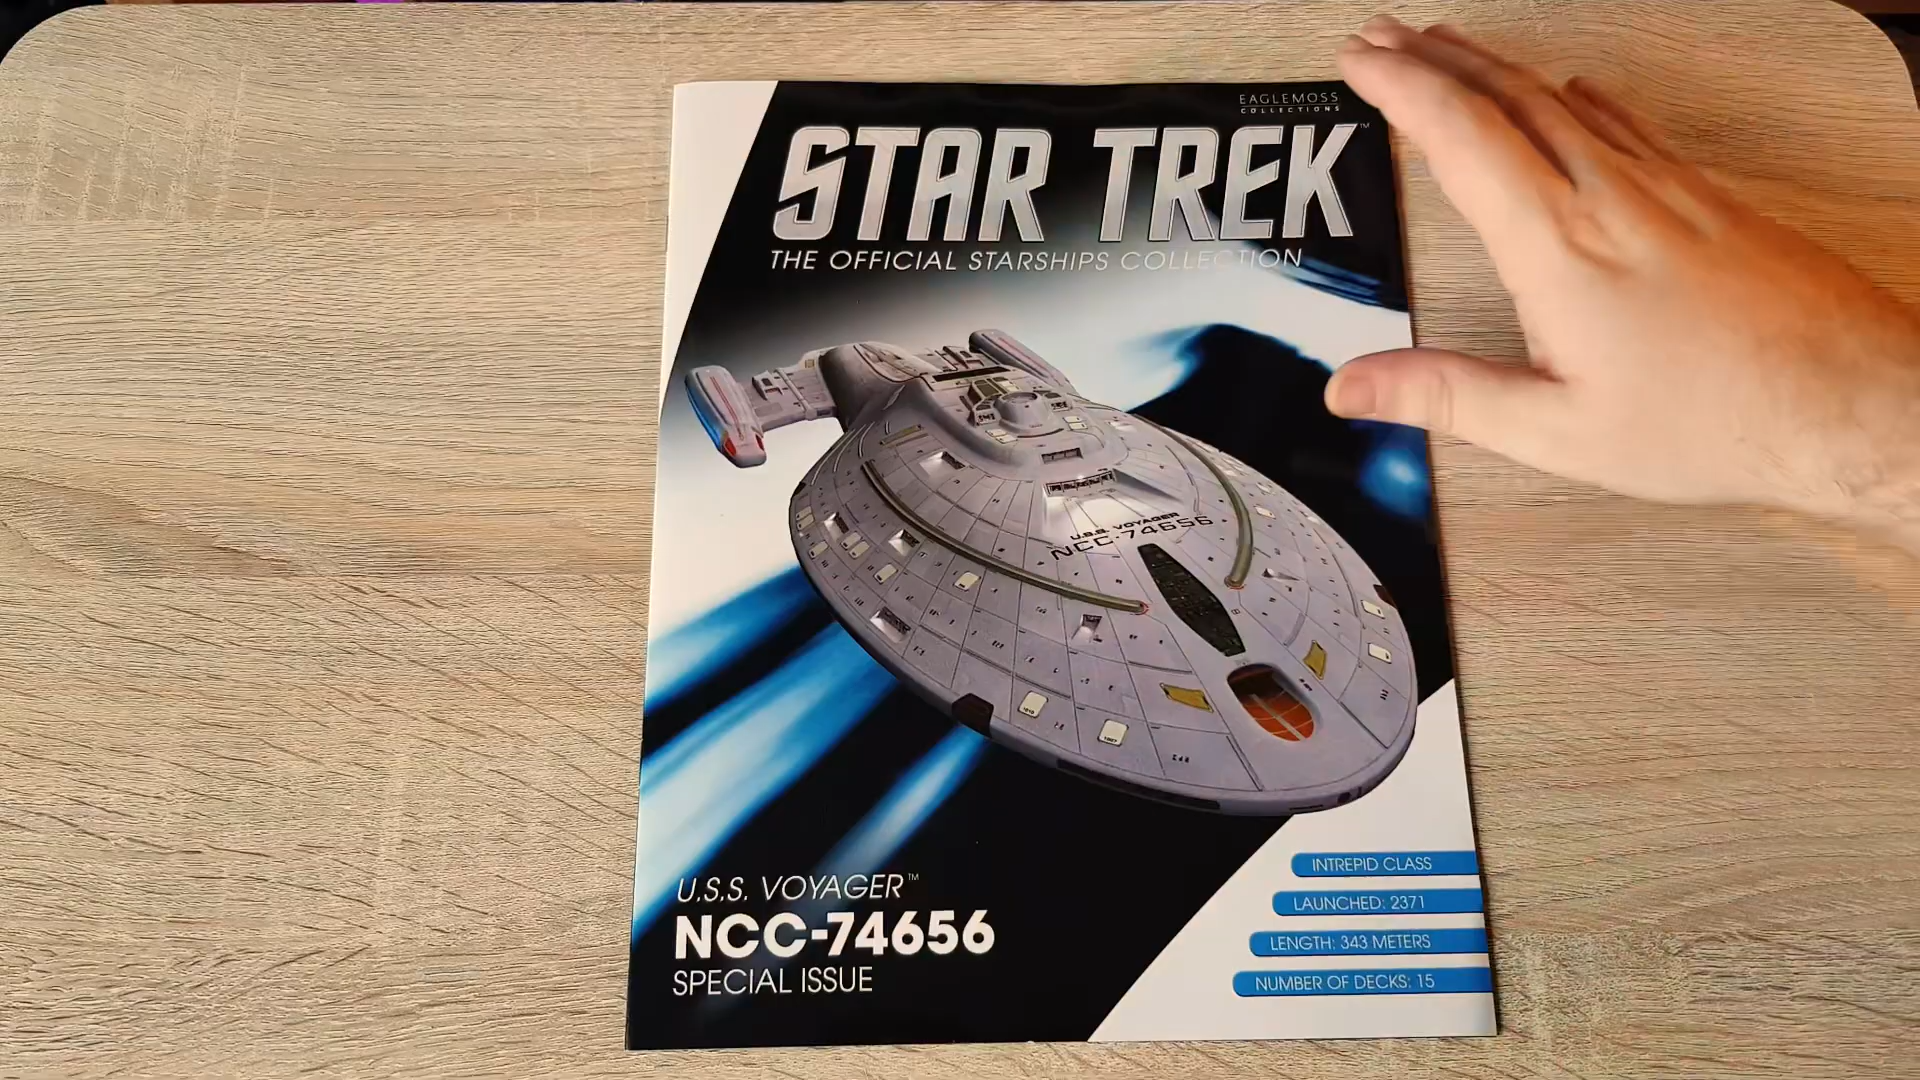 EAGLEMOSS
COLLECTIONS
STAR TREK™
THE OFFICIAL STARSHIPS COLLECTION
U.S.S. VOYAGER
NCC-74656
U.S.S. VOYAGER™
NCC-74656
SPECIAL ISSUE
INTREPID CLASS
LAUNCHED: 2371
LENGTH: 343 METERS
NUMBER OF DECKS: 15